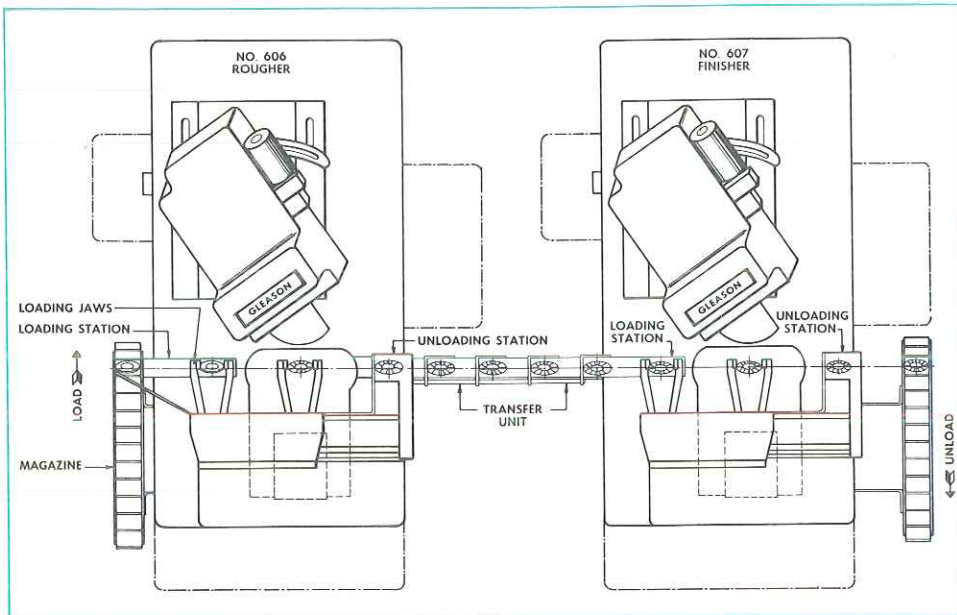 NO. 606
ROUGHER
NO. 607
FINISHER
GLEASON
GLEASON
LOADING JAWS
LOADING STATION
UNLOADING STATION
LOADING
STATION
UNLOADING
STATION
LOAD
TRANSFER
UNIT
MAGAZINE
UNLOAD